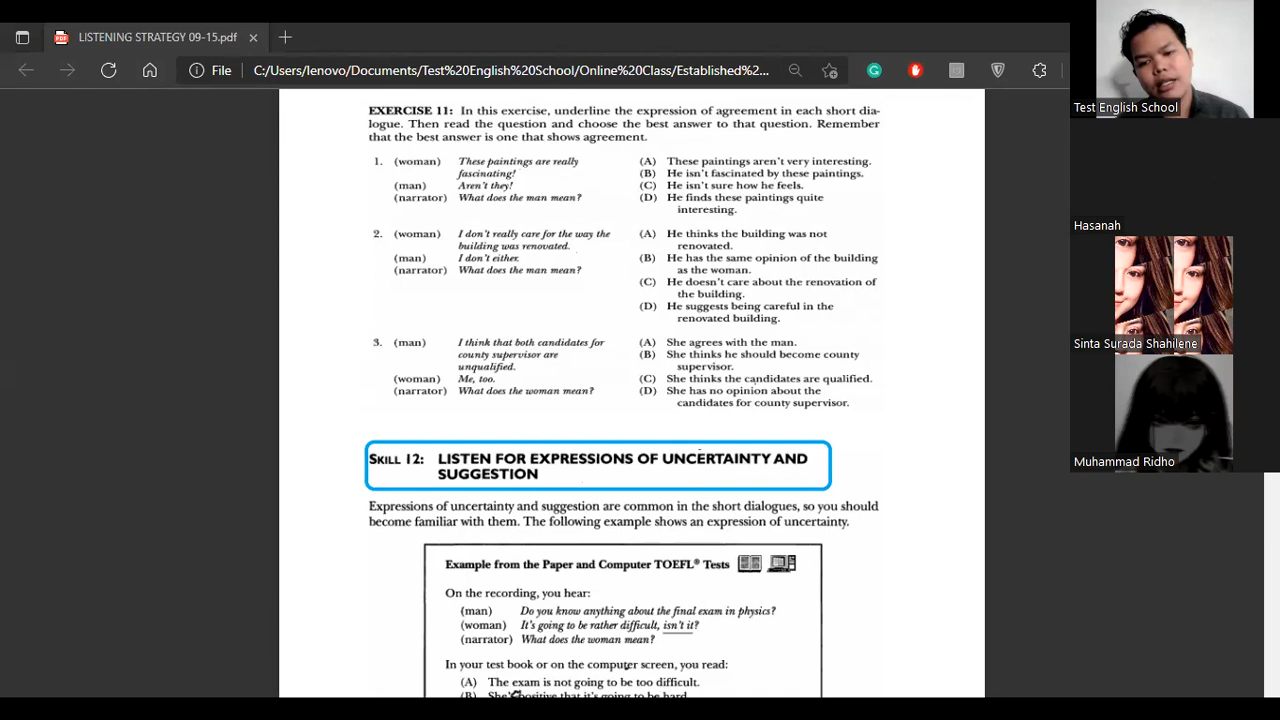 LISTENING STRATEGY 09-15.pdf
File
C:/Users/lenovo/Documents/Test%20English%20School/Online%20Class/Established%2...
EXERCISE 11: In this exercise, underline the expression of agreement in each short dia-
logue. Then read the question and choose the best answer to that question. Remember
that the best answer is one that shows agreement.
1. (woman) These paintings are really
fascinating!
(man) Aren't they!
(narrator) What does the man mean?
(A) These paintings aren't very interesting.
(B) He isn't fascinated by these paintings.
(C) He isn't sure how he feels.
(D) He finds these paintings quite
interesting.
2. (woman) I don't really care for the way the
building was renovated.
(man) I don't either.
(narrator) What does the man mean?
(A) He thinks the building was not
renovated.
(B) He has the same opinion of the building
as the woman.
(C) He doesn't care about the renovation of
the building.
(D) He suggests being careful in the
renovated building.
3. (man) I think that both candidates for
county supervisor are
unqualified.
(woman) Me, too.
(narrator) What does the woman mean?
(A) She agrees with the man.
(B) She thinks he should become county
supervisor.
(C) She thinks the candidates are qualified.
(D) She has no opinion about the
candidates for county supervisor.
SKILL 12: LISTEN FOR EXPRESSIONS OF UNCERTAINTY AND
SUGGESTION
Expressions of uncertainty and suggestion are common in the short dialogues, so you should
become familiar with them. The following example shows an expression of uncertainty.
Example from the Paper and Computer TOEFL® Tests
On the recording, you hear:
(man) Do you know anything about the final exam in physics?
(woman) It's going to be rather difficult, isn't it?
(narrator) What does the woman mean?
In your test book or on the computer screen, you read:
(A) The exam is not going to be too difficult.
(B) She's positive that it's going to be hard.
Test English School
Hasanah
Sinta Surada Shahilene
Muhammad Ridho